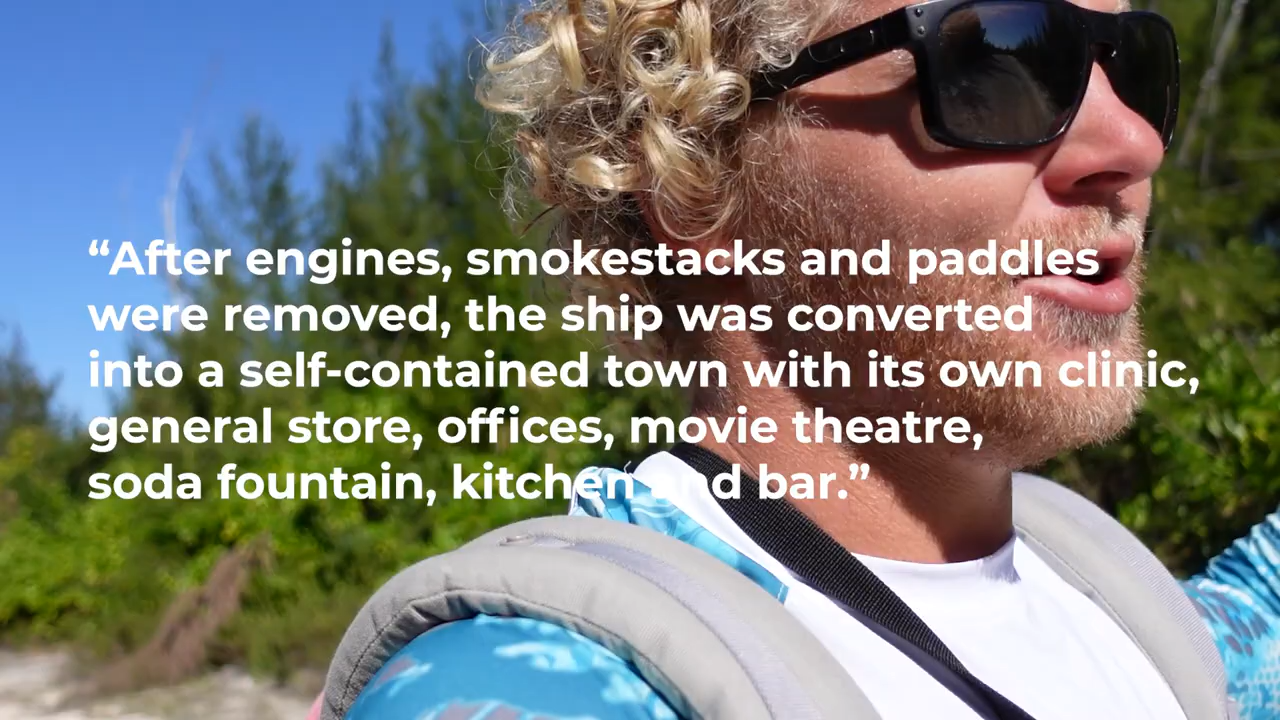 “After engines, smokestacks and paddles
were removed, the ship was converted
into a self-contained town with its own clinic,
general store, offices, movie theatre,
soda fountain, kitchen and bar.”